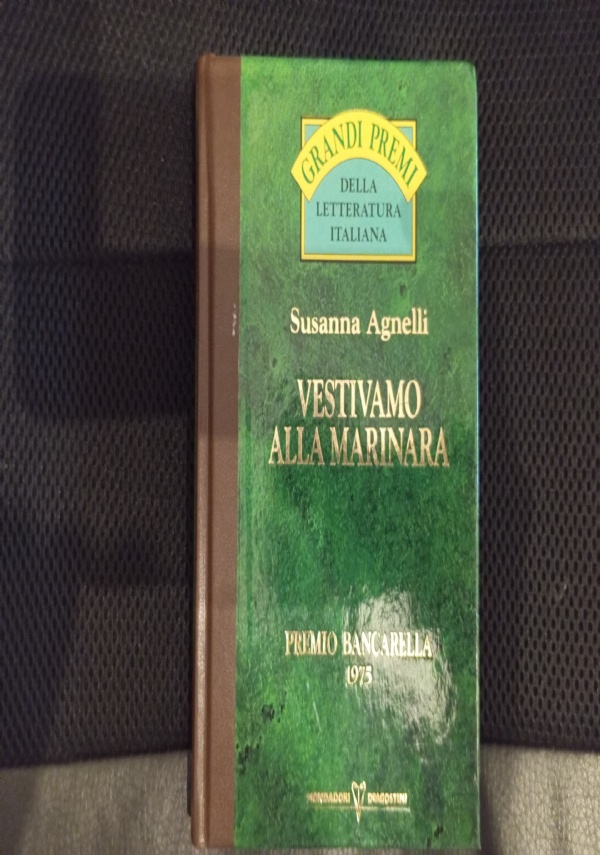 GRANDI PREMI
DELLA
LETTERATURA
ITALIANA
Susanna Agnelli
VESTIVAMO
ALLA MARINARA
PREMIO BANCARELLA
1975
MONDADORI DEAGOSTINI